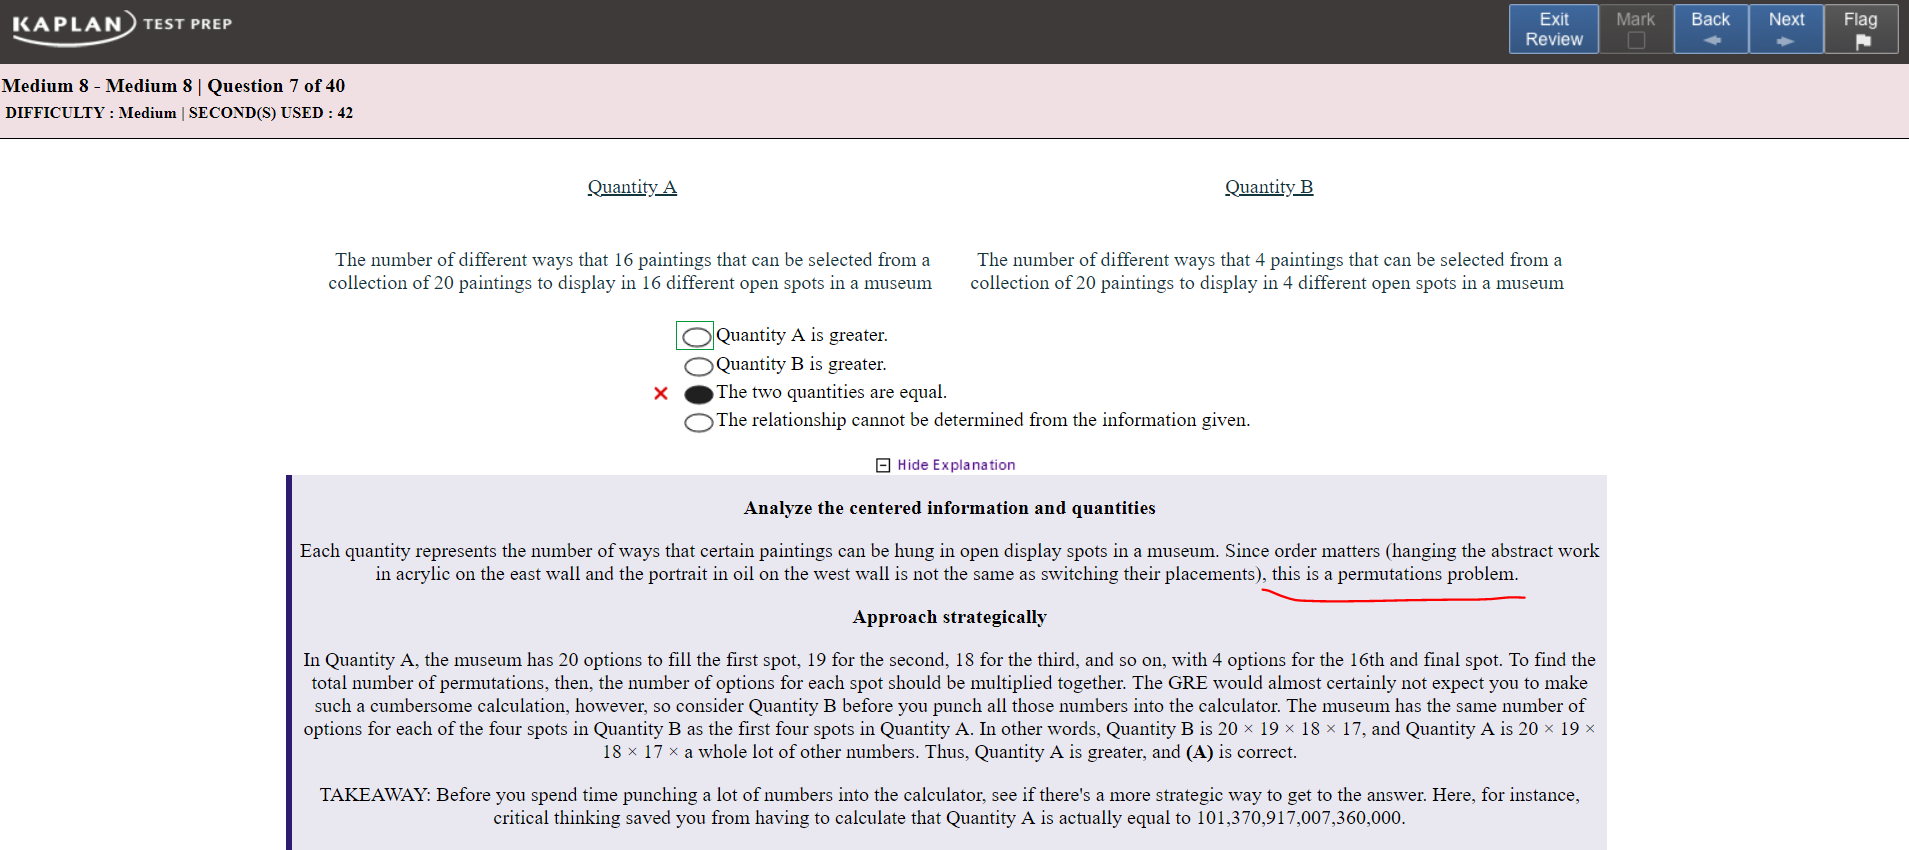 KAPLAN TEST PREP
Exit Review
Mark
Back
Next
Flag
Medium 8 - Medium 8 | Question 7 of 40
DIFFICULTY : Medium | SECOND(S) USED : 42
Quantity A
Quantity B
The number of different ways that 16 paintings that can be selected from a
collection of 20 paintings to display in 16 different open spots in a museum
The number of different ways that 4 paintings that can be selected from a
collection of 20 paintings to display in 4 different open spots in a museum
Quantity A is greater.
Quantity B is greater.
The two quantities are equal.
The relationship cannot be determined from the information given.
Hide Explanation
Analyze the centered information and quantities
Each quantity represents the number of ways that certain paintings can be hung in open display spots in a museum. Since order matters (hanging the abstract work
in acrylic on the east wall and the portrait in oil on the west wall is not the same as switching their placements), this is a permutations problem.
Approach strategically
In Quantity A, the museum has 20 options to fill the first spot, 19 for the second, 18 for the third, and so on, with 4 options for the 16th and final spot. To find the
total number of permutations, then, the number of options for each spot should be multiplied together. The GRE would almost certainly not expect you to make
such a cumbersome calculation, however, so consider Quantity B before you punch all those numbers into the calculator. The museum has the same number of
options for each of the four spots in Quantity B as the first four spots in Quantity A. In other words, Quantity B is 20 × 19 × 18 × 17, and Quantity A is 20 × 19 ×
18 × 17 × a whole lot of other numbers. Thus, Quantity A is greater, and (A) is correct.
TAKEAWAY: Before you spend time punching a lot of numbers into the calculator, see if there's a more strategic way to get to the answer. Here, for instance,
critical thinking saved you from having to calculate that Quantity A is actually equal to 101,370,917,007,360,000.